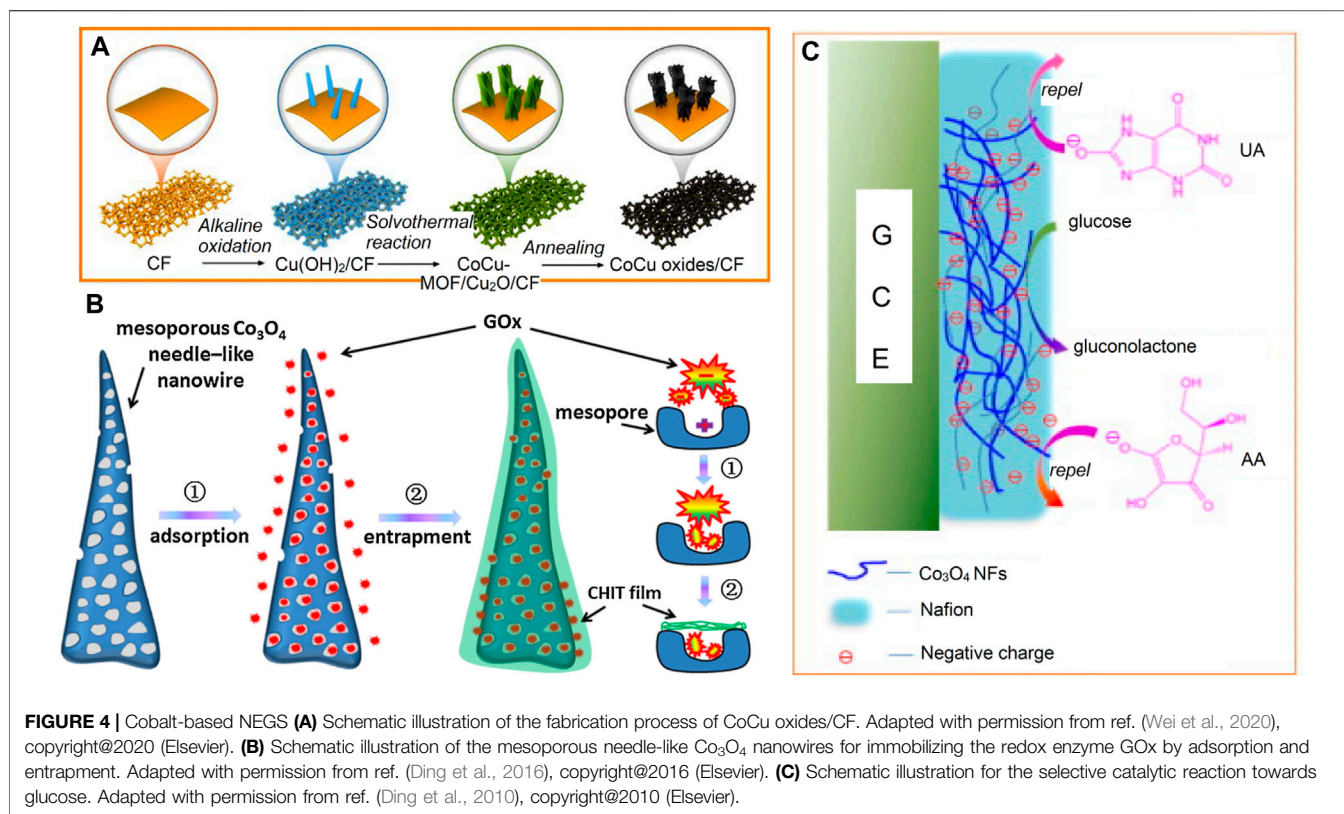 A
Alkaline
oxidation
Solvothermal
reaction
Annealing
CF
Cu(OH)₂/CF
CoCu-
MOF/Cu₂O/CF
CoCu oxides/CF
B
mesoporous Co₃O₄
needle–like
nanowire
GOx
mesopore
−
−
−
+
①
adsorption
②
entrapment
①
②
CHIT film
C
G
C
E
repel
O
HN
H
N
NH
O
N
N
H
O
⊖
UA
glucose
gluconolactone
OH
OH
O
H
O
⊖
HO
O
AA
repel
Co₃O₄ NFs
Nafion
⊖ Negative charge
FIGURE 4 | Cobalt-based NEGS (A) Schematic illustration of the fabrication process of CoCu oxides/CF. Adapted with permission from ref. (Wei et al., 2020),
copyright@2020 (Elsevier). (B) Schematic illustration of the mesoporous needle-like Co₃O₄ nanowires for immobilizing the redox enzyme GOx by adsorption and
entrapment. Adapted with permission from ref. (Ding et al., 2016), copyright@2016 (Elsevier). (C) Schematic illustration for the selective catalytic reaction towards
glucose. Adapted with permission from ref. (Ding et al., 2010), copyright@2010 (Elsevier).